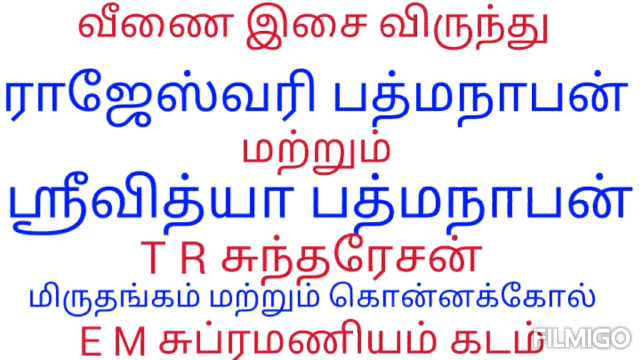 வீணை இசை விருந்து
ராஜேஸ்வரி பத்மநாபன்
மற்றும்
ஸ்ரீவித்யா பத்மநாபன்
T R சுந்தரேசன்
மிருதங்கம் மற்றும் கொன்னக்கோல்
E M சுப்ரமணியம் கடம்
FILMIGO